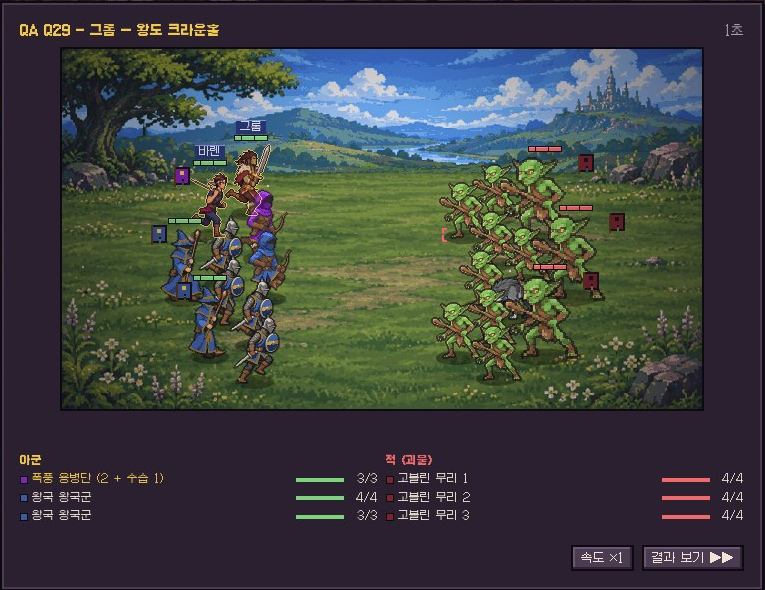 QA Q29 - 그롬 - 왕도 크라운홀
1초
그롬
바렌
아군
폭풍 용병단 (2 + 수습 1) 3/3
왕국 왕국군 4/4
왕국 왕국군 3/3
적 (괴물)
고블린 무리 1 4/4
고블린 무리 2 4/4
고블린 무리 3 4/4
속도 ×1
결과 보기 ▶▶